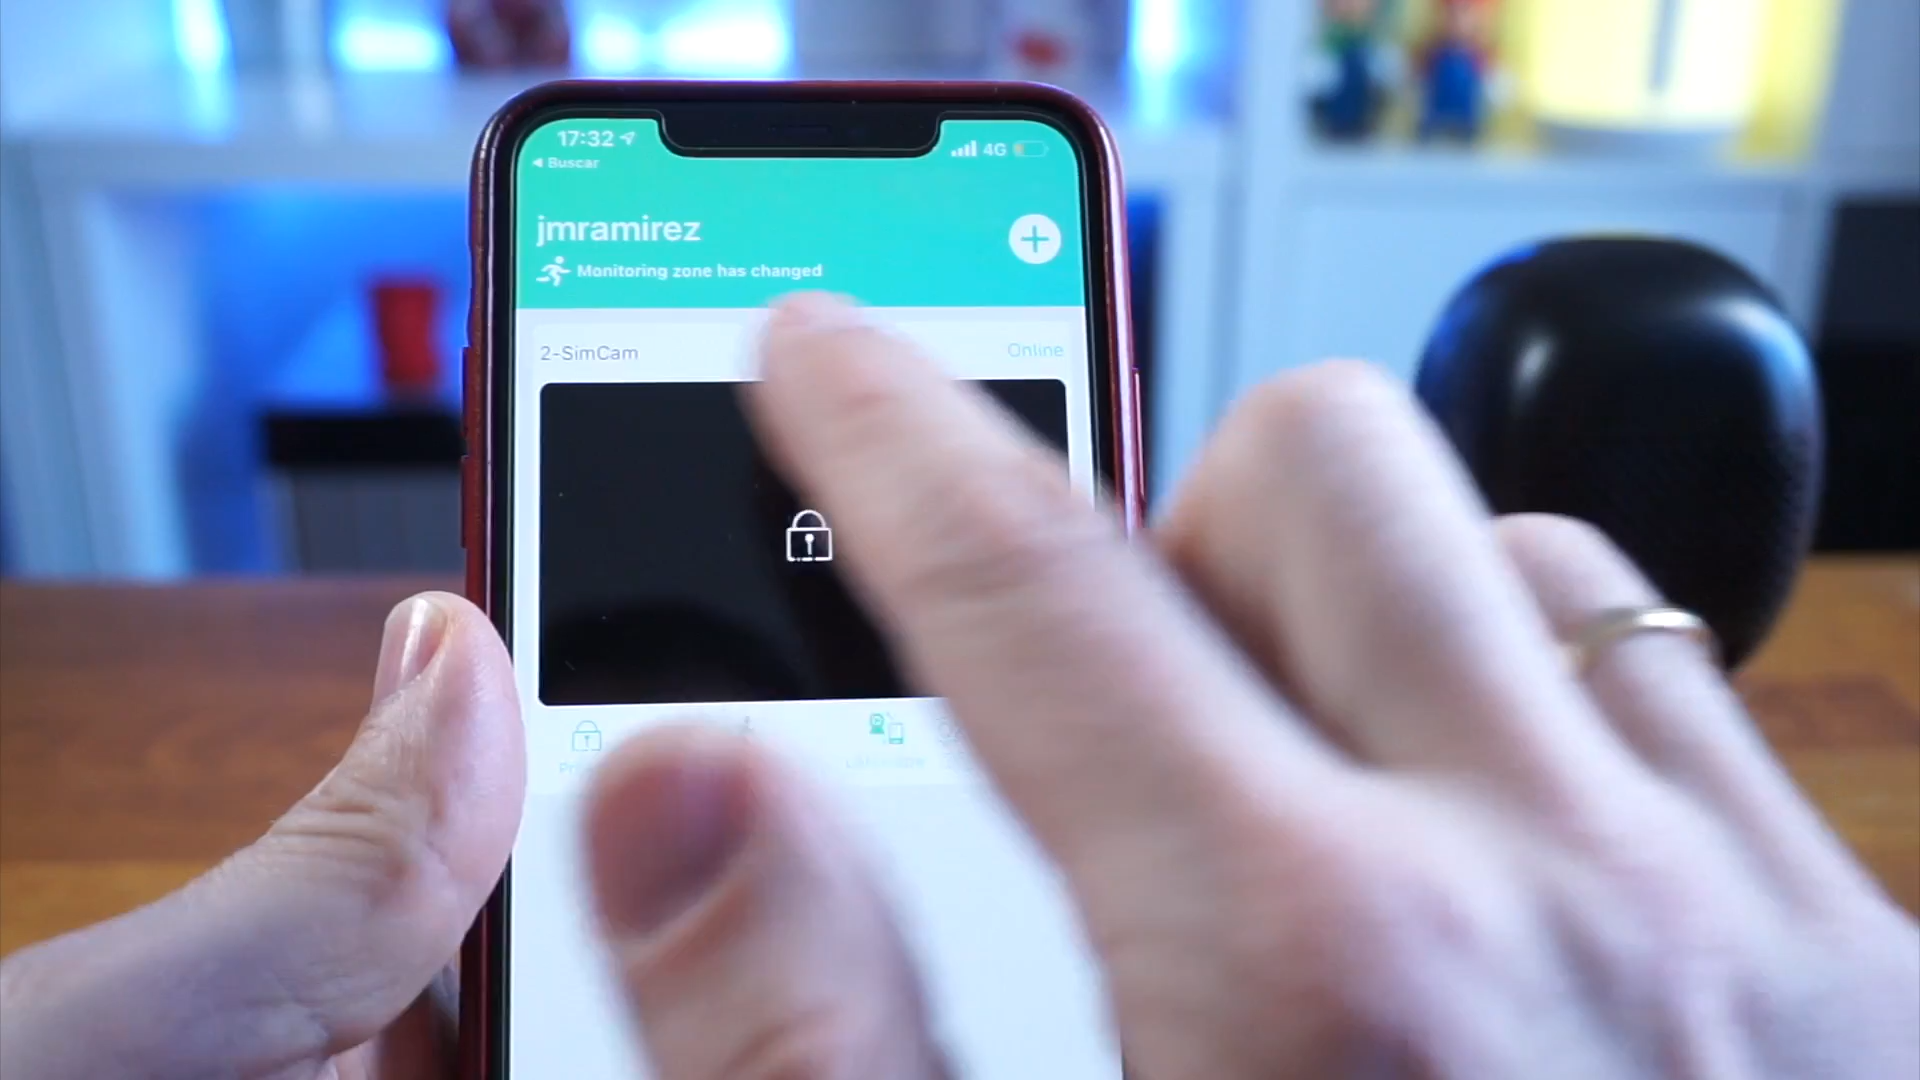 17:32
4G
Buscar
jmramirez
Monitoring zone has changed
2-SimCam
Online